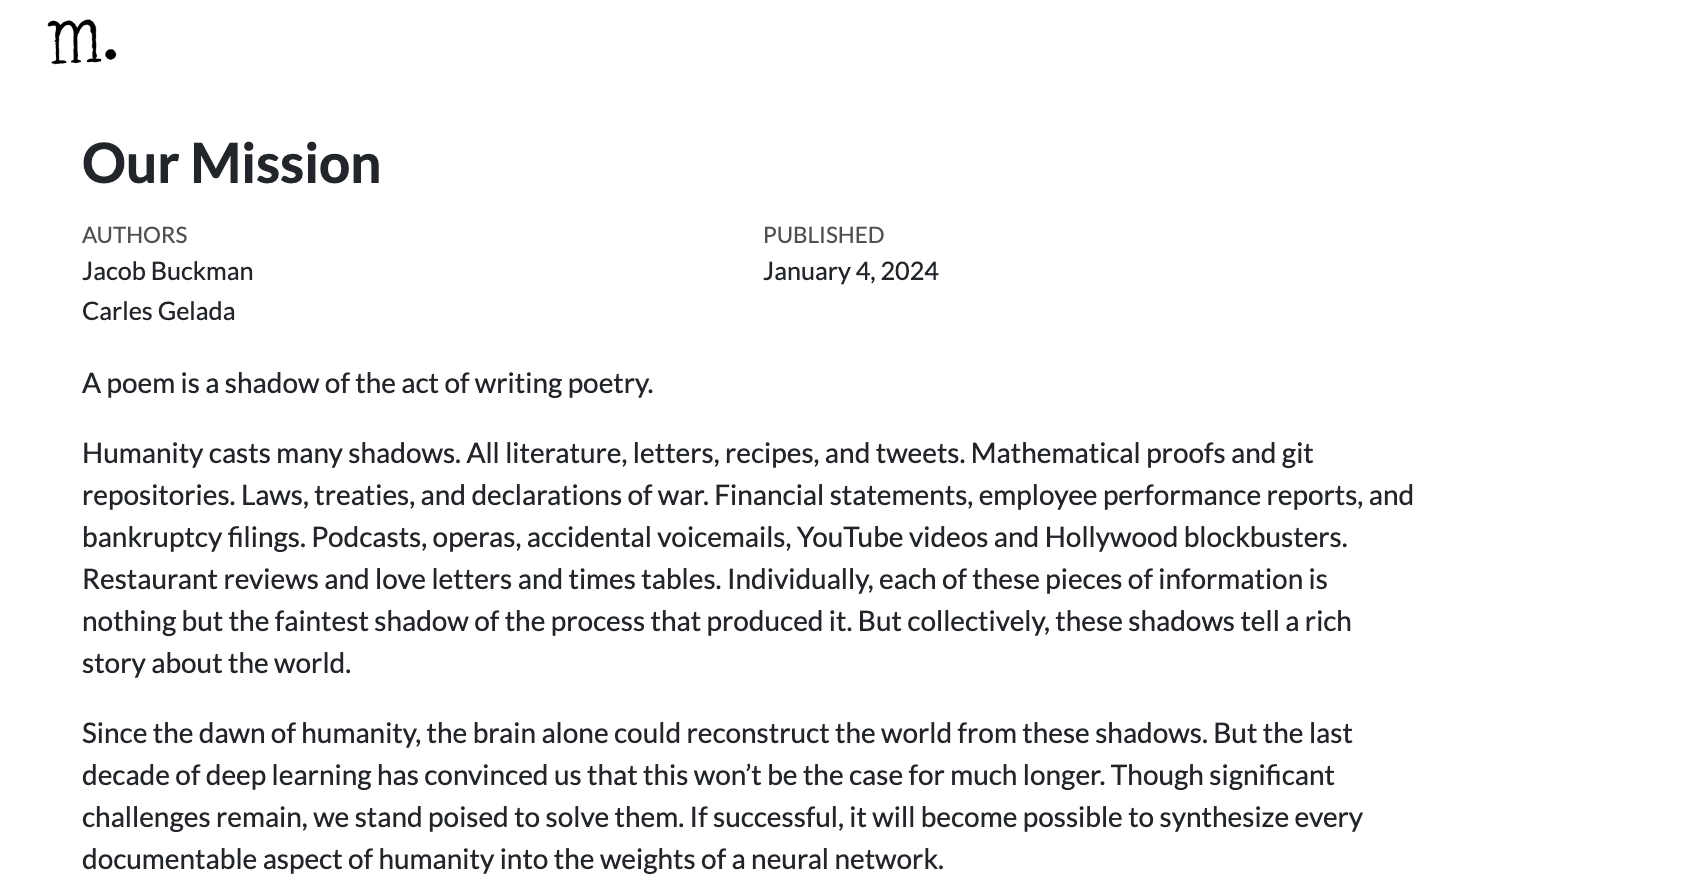 m.
Our Mission
AUTHORS
Jacob Buckman
Carles Gelada
PUBLISHED
January 4, 2024
A poem is a shadow of the act of writing poetry.
Humanity casts many shadows. All literature, letters, recipes, and tweets. Mathematical proofs and git
repositories. Laws, treaties, and declarations of war. Financial statements, employee performance reports, and
bankruptcy filings. Podcasts, operas, accidental voicemails, YouTube videos and Hollywood blockbusters.
Restaurant reviews and love letters and times tables. Individually, each of these pieces of information is
nothing but the faintest shadow of the process that produced it. But collectively, these shadows tell a rich
story about the world.
Since the dawn of humanity, the brain alone could reconstruct the world from these shadows. But the last
decade of deep learning has convinced us that this won’t be the case for much longer. Though significant
challenges remain, we stand poised to solve them. If successful, it will become possible to synthesize every
documentable aspect of humanity into the weights of a neural network.